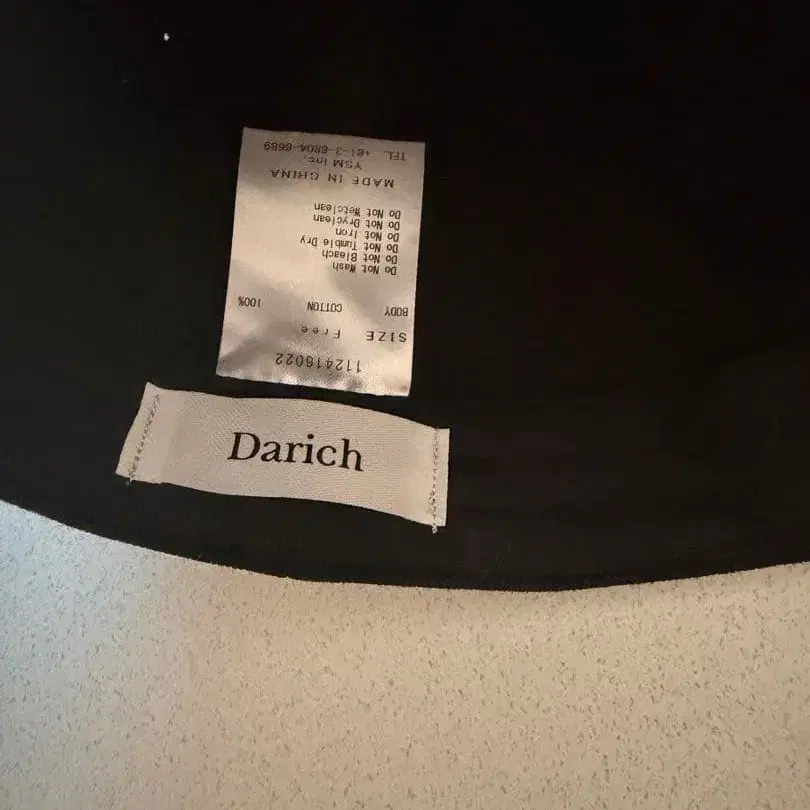 112416022
SIZE Free
BODY COTTON 100%
Do Not Wash
Do Not Bleach
Do Not Tumble Dry
Do Not Iron
Do Not Dryclean
Do Not Wetclean
MADE IN CHINA
YSM Inc.
TEL +81-3-6804-6689
Darich